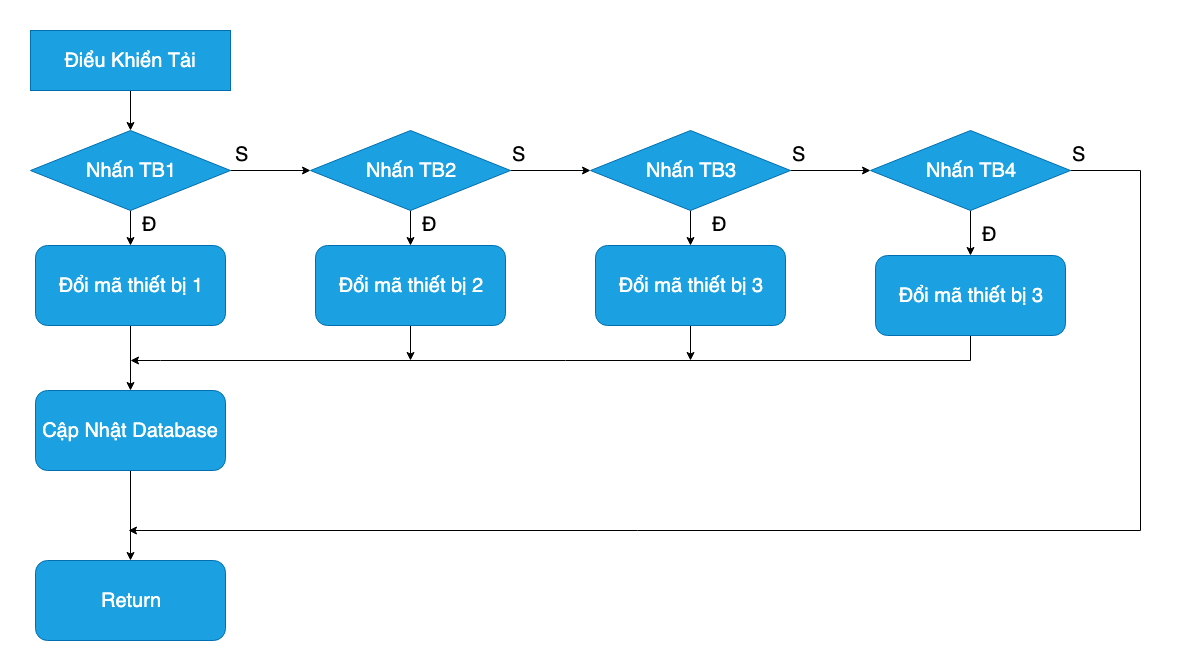 Điểu Khiển Tải
Nhấn TB1
S
Nhấn TB2
S
Nhấn TB3
S
Nhấn TB4
S
Đ
Đ
Đ
Đ
Đổi mã thiết bị 1
Đổi mã thiết bị 2
Đổi mã thiết bị 3
Đổi mã thiết bị 3
Cập Nhật Database
Return